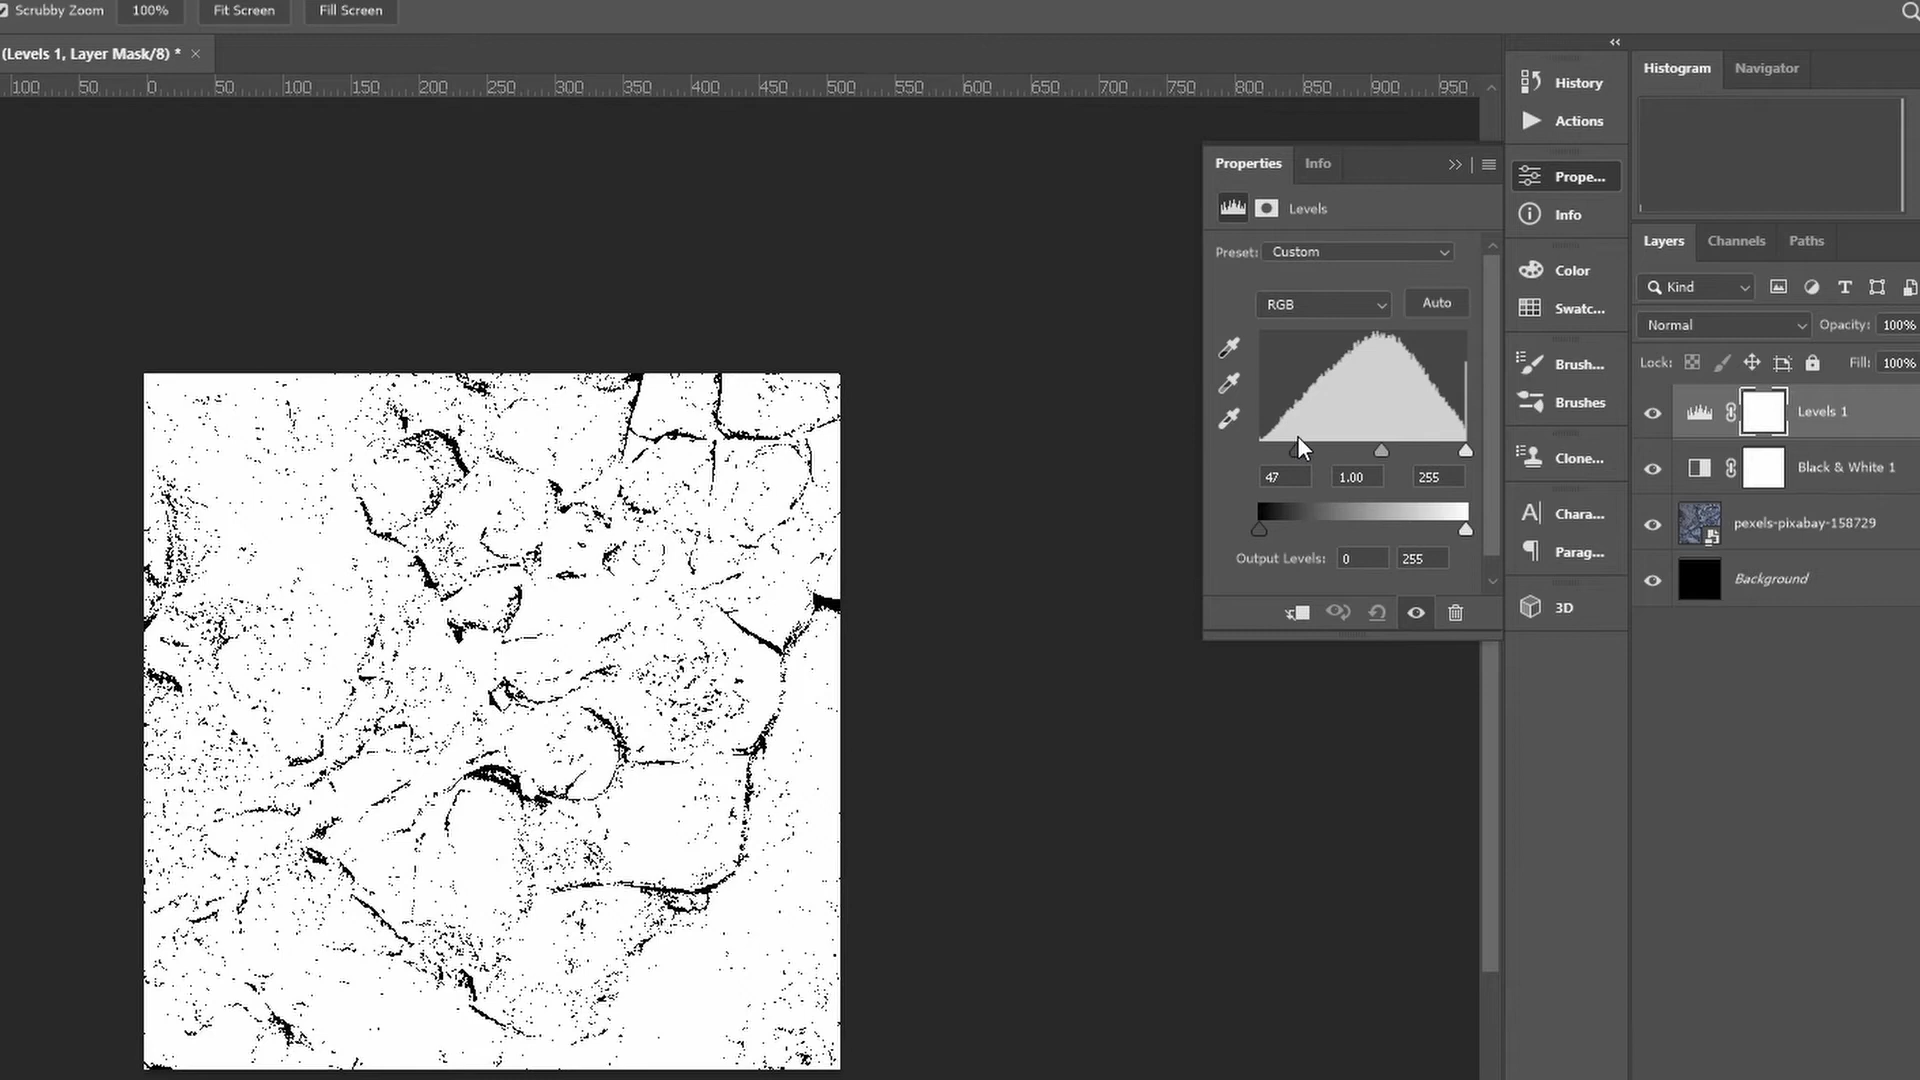 Scrubby Zoom 100% Fit Screen Fill Screen
(Levels 1, Layer Mask/8) * ×
100 50 0 50 100 150 200 250 300 350 400 450 500 550 600 650 700 750 800 850 900 950
Properties Info
Levels
Preset: Custom
RGB Auto
47 1.00 255
Output Levels: 0 255
History
Actions
Prope...
Info
Color
Swatc...
Brush...
Brushes
Clone...
Chara...
Parag...
3D
Histogram Navigator
Layers Channels Paths
Kind
Normal Opacity: 100%
Lock: Fill: 100%
Levels 1
Black & White 1
pexels-pixabay-158729
Background